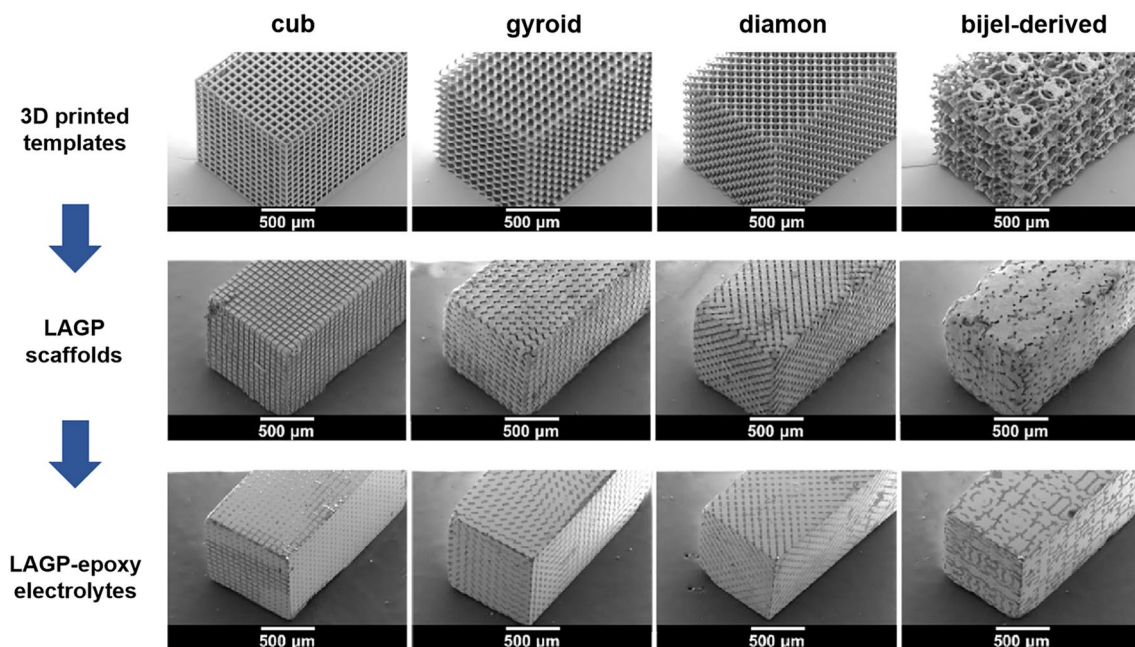 cub gyroid diamon bijel-derived
3D printed
templates
500 µm 500 µm 500 µm 500 µm
LAGP
scaffolds
500 µm 500 µm 500 µm 500 µm
LAGP-epoxy
electrolytes
500 µm 500 µm 500 µm 500 µm